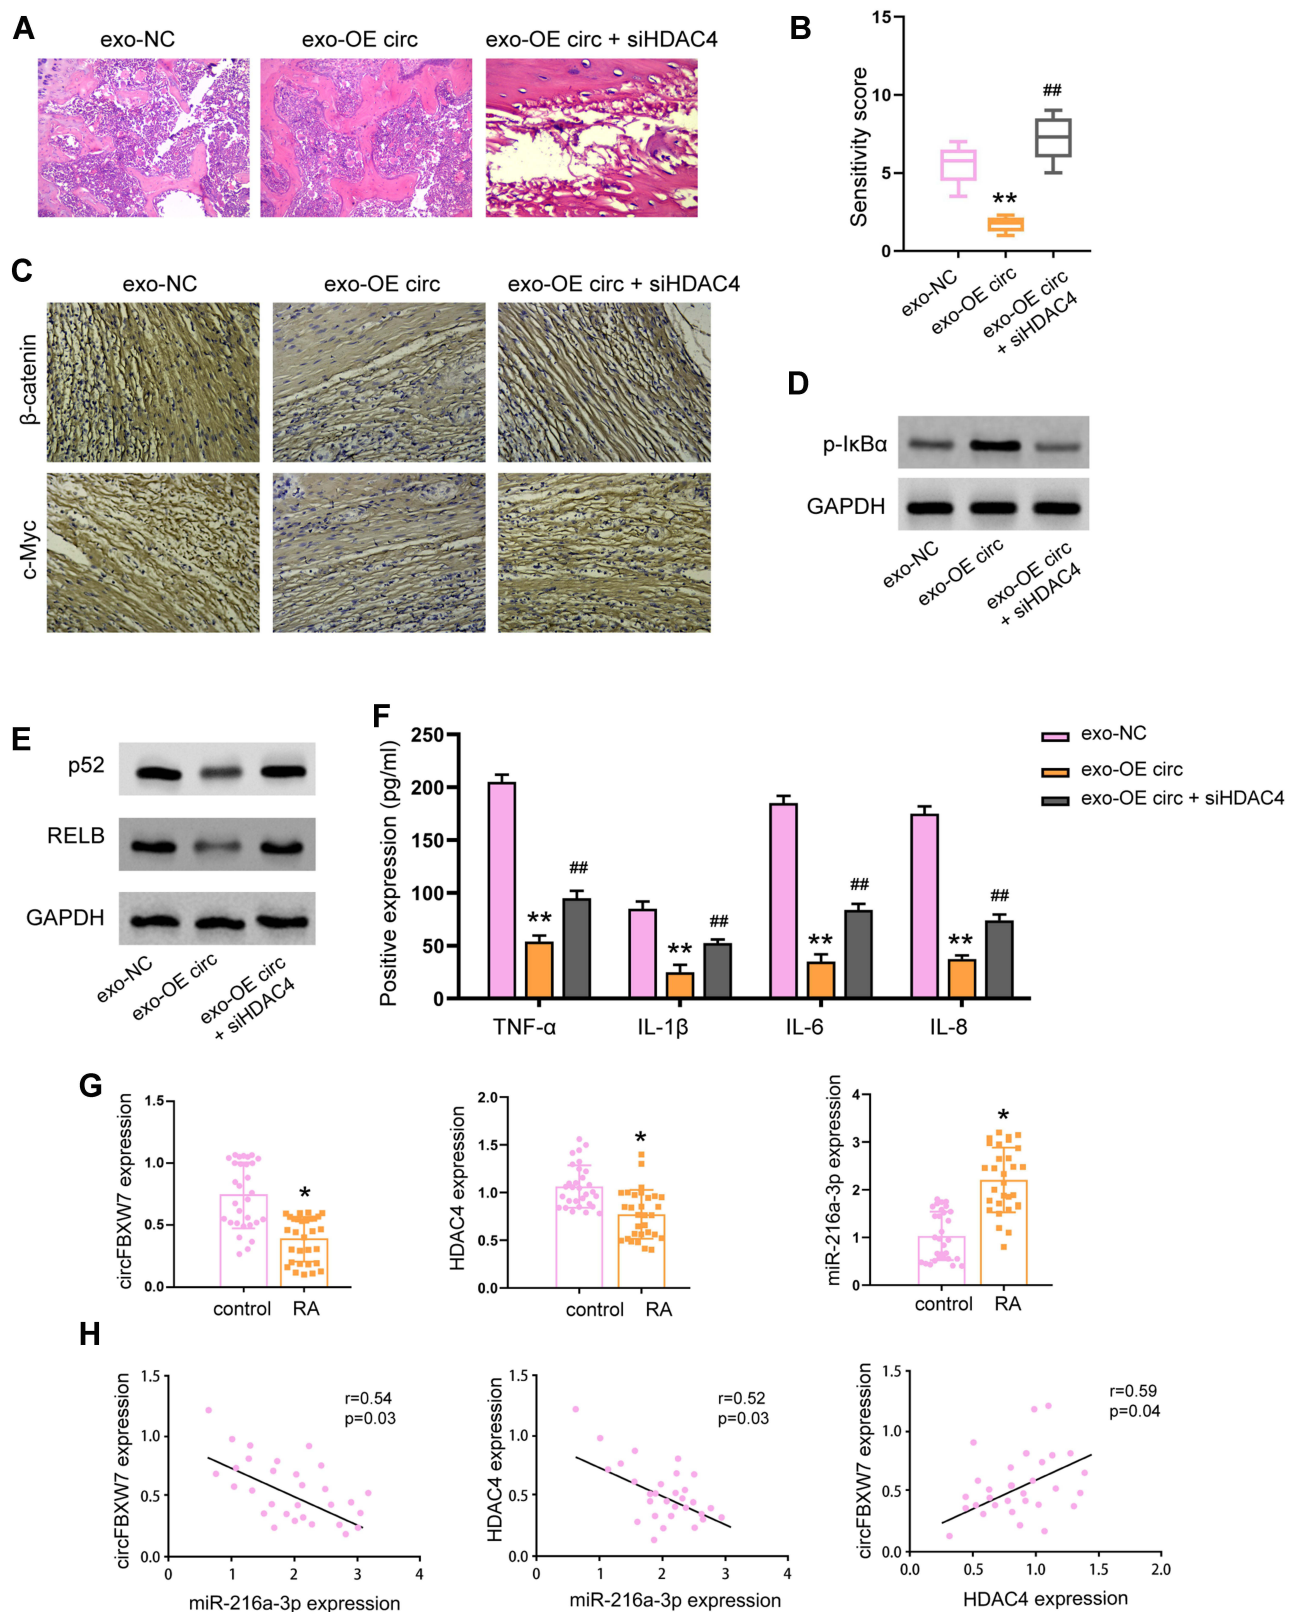 A
exo-NC
exo-OE circ
exo-OE circ + siHDAC4
B
Sensitivity score
15
10
5
0
##
**
exo-NC
exo-OE circ
exo-OE circ
+ siHDAC4
C
exo-NC
exo-OE circ
exo-OE circ + siHDAC4
β-catenin
c-Myc
D
p-IκBα
GAPDH
exo-NC
exo-OE circ
exo-OE circ
+ siHDAC4
E
p52
RELB
GAPDH
exo-NC
exo-OE circ
exo-OE circ
+ siHDAC4
F
Positive expression (pg/ml)
250
200
150
100
50
0
**
##
**
##
**
##
**
##
TNF-α
IL-1β
IL-6
IL-8
exo-NC
exo-OE circ
exo-OE circ + siHDAC4
G
circFBXW7 expression
1.5
1.0
0.5
0.0
*
control
RA
HDAC4 expression
2.0
1.5
1.0
0.5
0.0
*
control
RA
miR-216a-3p expression
4
3
2
1
0
*
control
RA
H
circFBXW7 expression
1.5
1.0
0.5
0.0
r=0.54
p=0.03
0
1
2
3
4
miR-216a-3p expression
HDAC4 expression
1.5
1.0
0.5
0.0
r=0.52
p=0.03
0
1
2
3
4
miR-216a-3p expression
circFBXW7 expression
1.5
1.0
0.5
0.0
r=0.59
p=0.04
0.0
0.5
1.0
1.5
2.0
HDAC4 expression